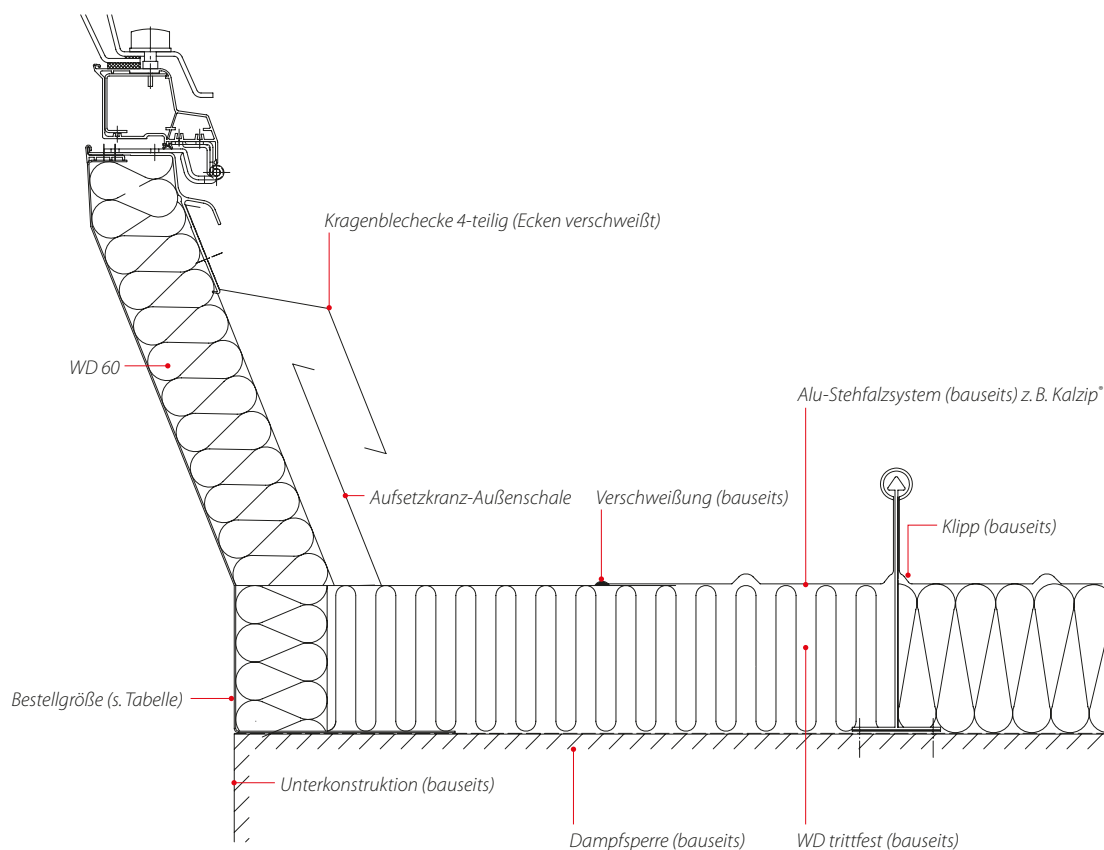 Kragenblechecke 4-teilig (Ecken verschweißt)
WD 60
Alu-Stehfalzsystem (bauseits) z. B. Kalzip®
Aufsetzkranz-Außenschale
Verschweißung (bauseits)
Klipp (bauseits)
Bestellgröße (s. Tabelle)
Unterkonstruktion (bauseits)
Dampfsperre (bauseits)
WD trittfest (bauseits)